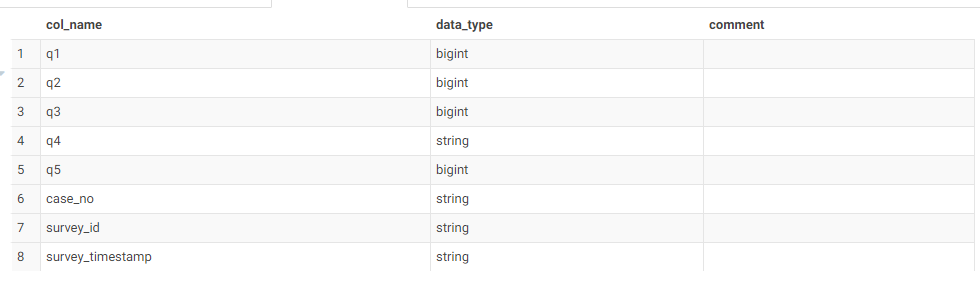 col_name data_type comment
1 q1 bigint
2 q2 bigint
3 q3 bigint
4 q4 string
5 q5 bigint
6 case_no string
7 survey_id string
8 survey_timestamp string